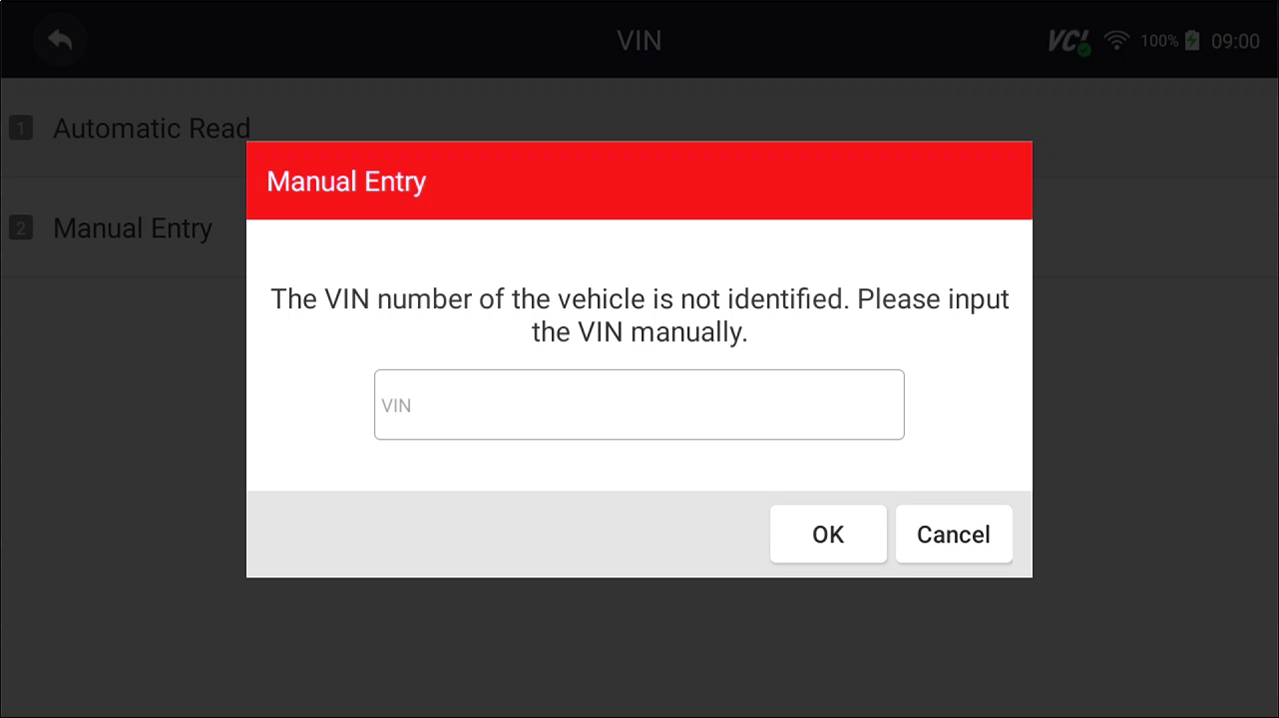 VIN
VCI 100% 09:00
1 Automatic Read
2 Manual Entry
Manual Entry
The VIN number of the vehicle is not identified. Please input
the VIN manually.
VIN
OK Cancel